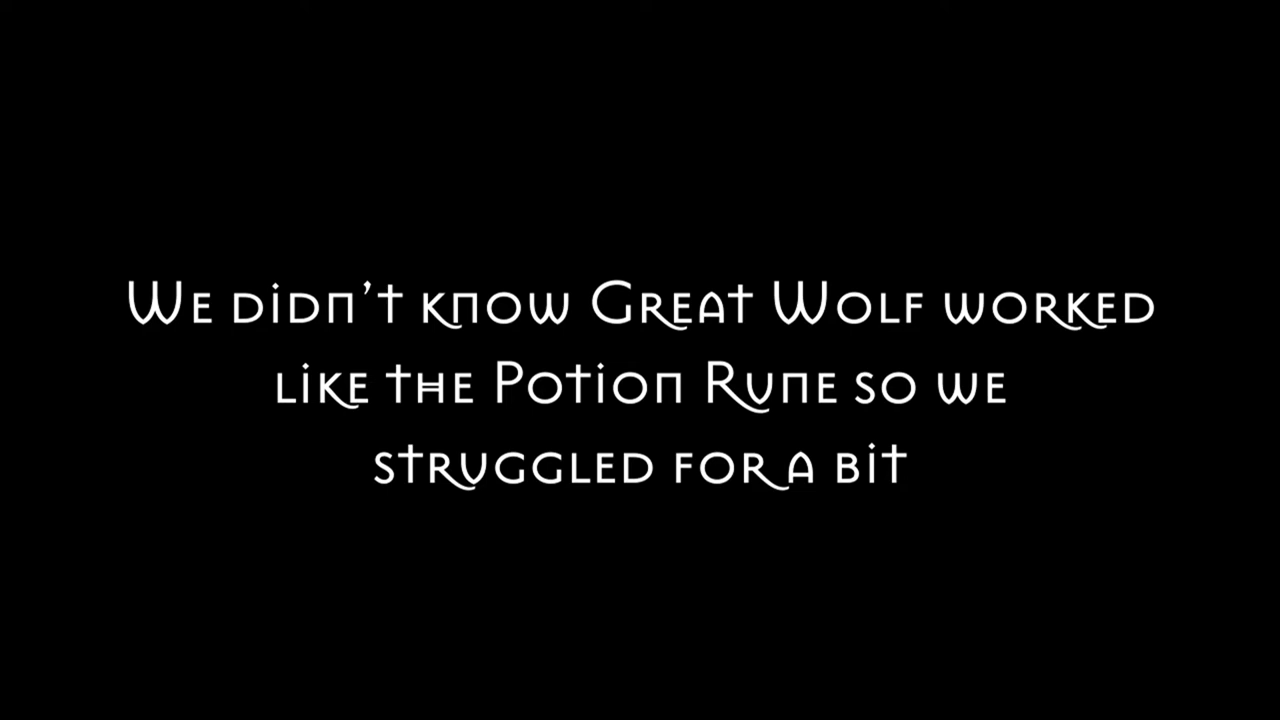 We didn't know Great Wolf worked
like the Potion Rune so we
struggled for a bit